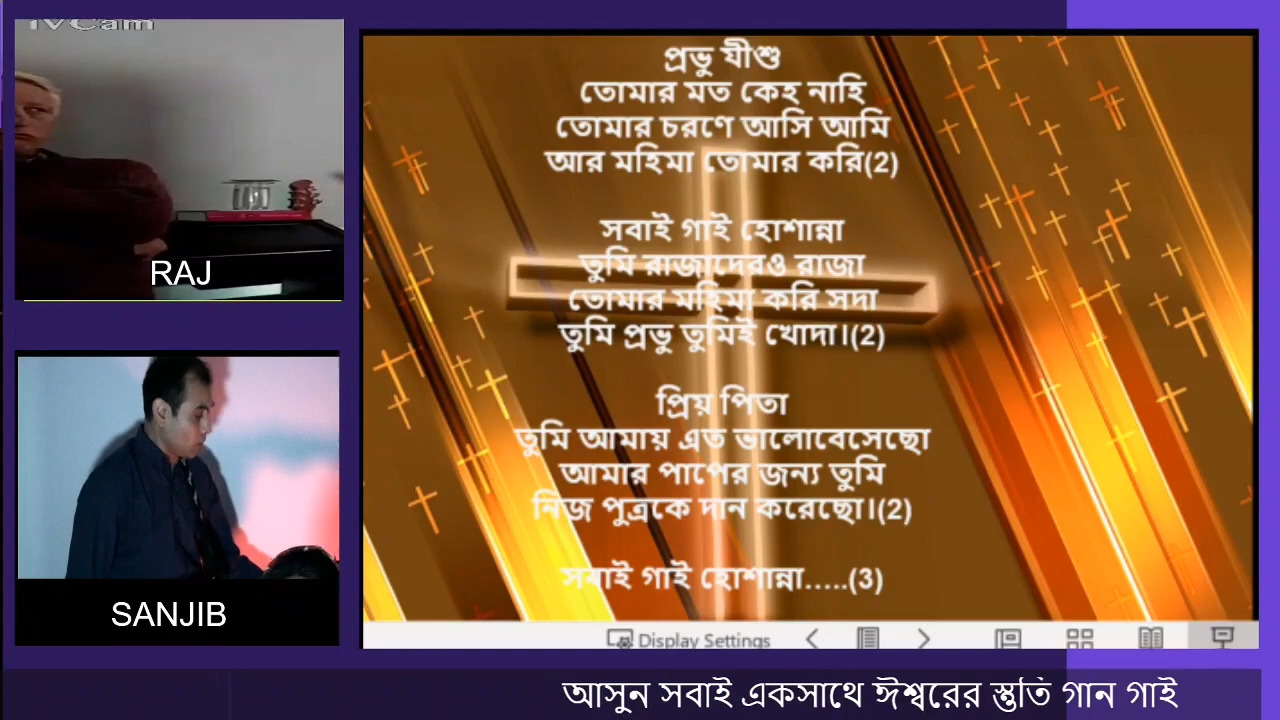 iVCam
RAJ
SANJIB
প্রভু যীশু
তোমার মত কেহ নাহি
তোমার চরণে আসি আমি
আর মহিমা তোমার করি(2)
সবাই গাই হোশান্না
তুমি রাজাদেরও রাজা
তোমার মহিমা করি সদা
তুমি প্রভু তুমিই খোদা।(2)
প্রিয় পিতা
তুমি আমায় এত ভালোবেসেছো
আমার পাপের জন্য তুমি
নিজ পুত্রকে দান করেছো।(2)
সবাই গাই হোশান্না.....(3)
Display Settings
আসুন সবাই একসাথে ঈশ্বরের স্তুতি গান গাই